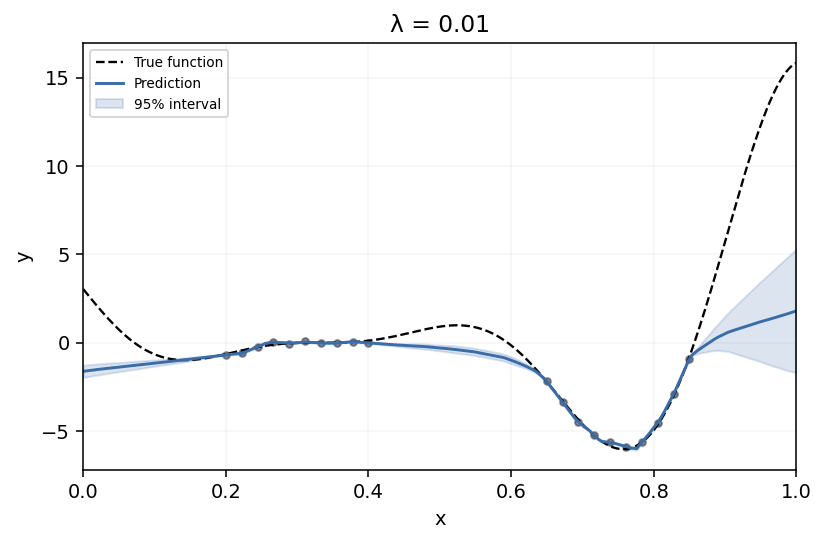 λ = 0.01
True function
Prediction
95% interval
15
10
5
0
−5
y
0.0 0.2 0.4 0.6 0.8 1.0
x